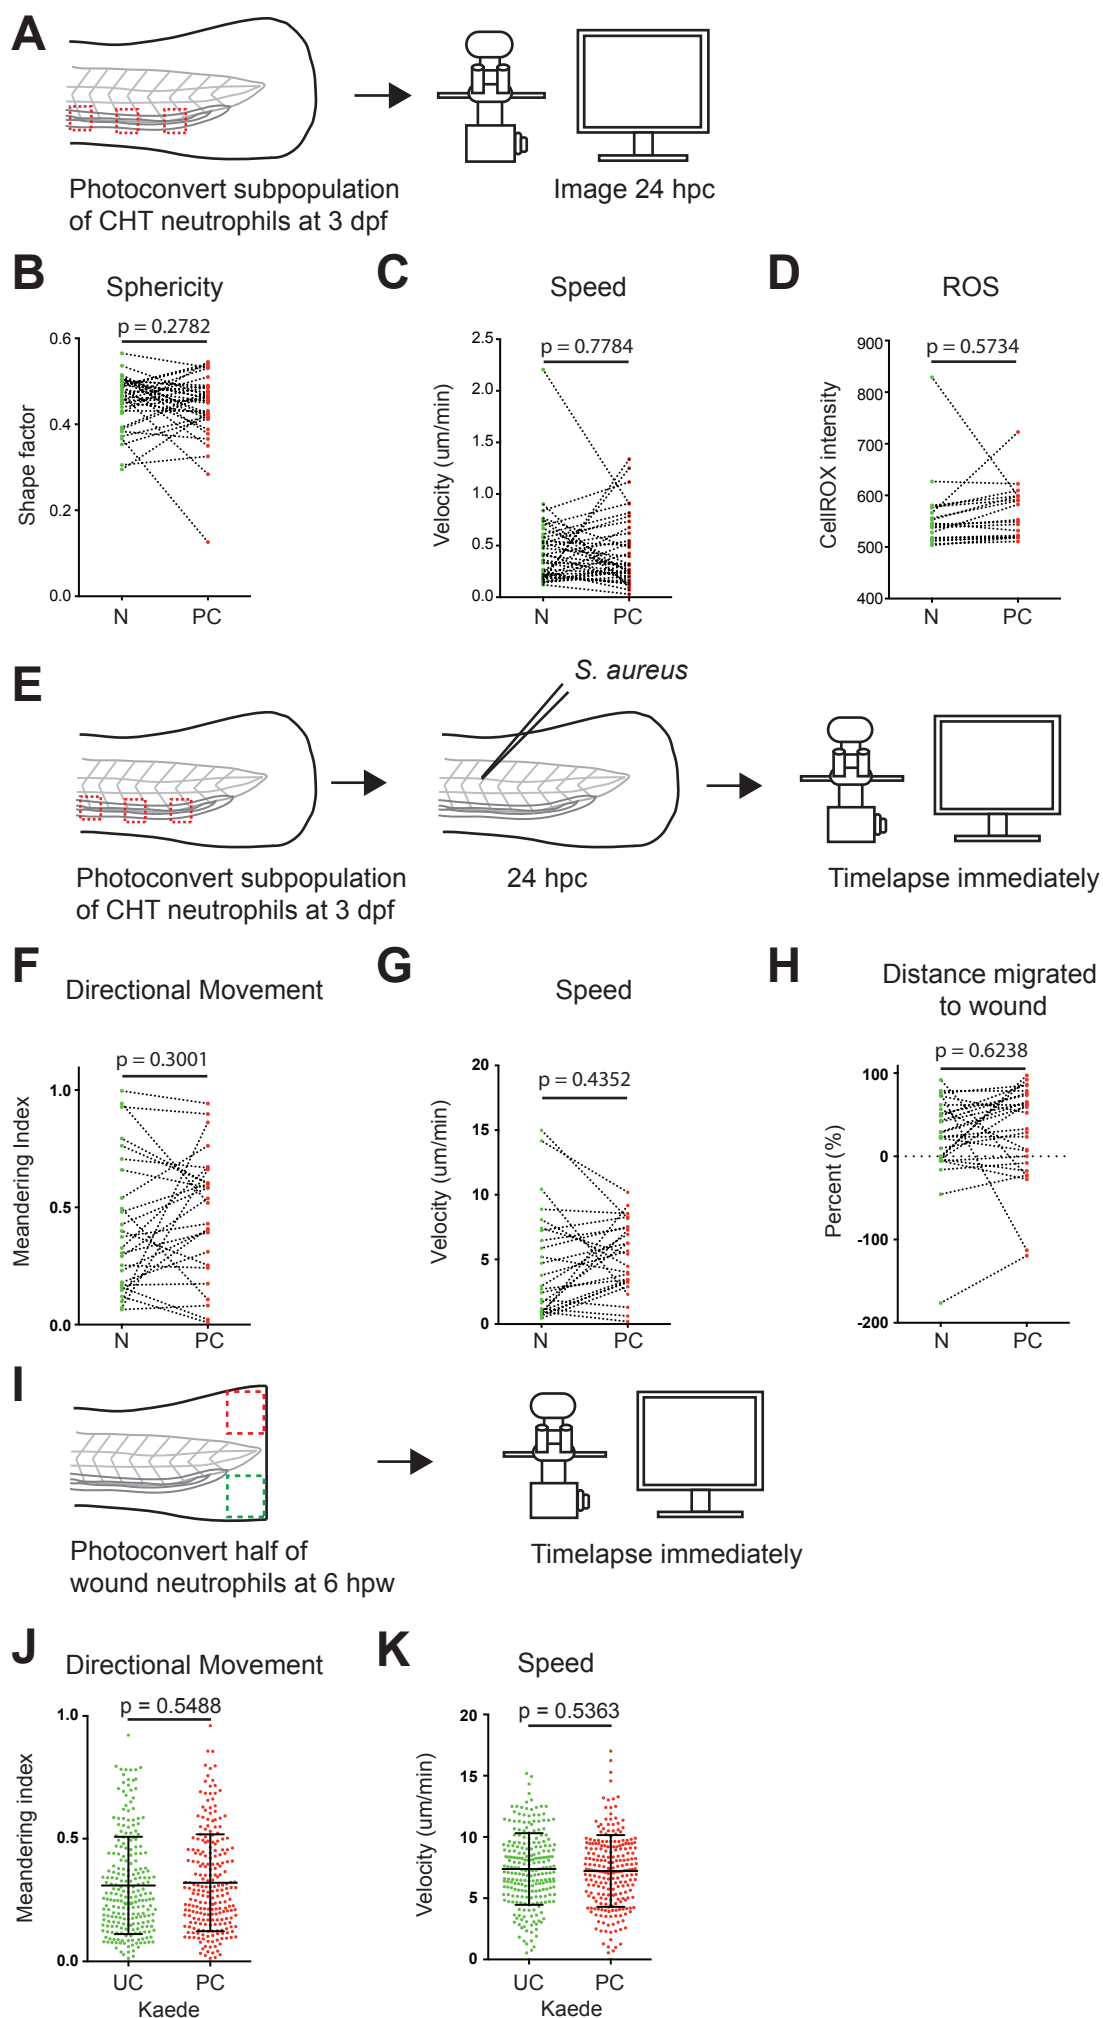 A
Photoconvert subpopulation
of CHT neutrophils at 3 dpf
Image 24 hpc
B
Sphericity
p = 0.2782
Shape factor
0.6
0.4
0.2
0.0
N
PC
C
Speed
p = 0.7784
Velocity (um/min)
2.5
2.0
1.5
1.0
0.5
0.0
N
PC
D
ROS
p = 0.5734
CellROX intensity
900
800
700
600
500
400
N
PC
E
S. aureus
Photoconvert subpopulation
of CHT neutrophils at 3 dpf
24 hpc
Timelapse immediately
F
Directional Movement
p = 0.3001
Meandering Index
1.0
0.5
0.0
N
PC
G
Speed
p = 0.4352
Velocity (um/min)
20
15
10
5
0
N
PC
H
Distance migrated
to wound
p = 0.6238
Percent (%)
100
0
-100
-200
N
PC
I
Photoconvert half of
wound neutrophils at 6 hpw
Timelapse immediately
J
Directional Movement
p = 0.5488
Meandering index
1.0
0.5
0.0
UC
PC
Kaede
K
Speed
p = 0.5363
Velocity (um/min)
20
15
10
5
0
UC
PC
Kaede